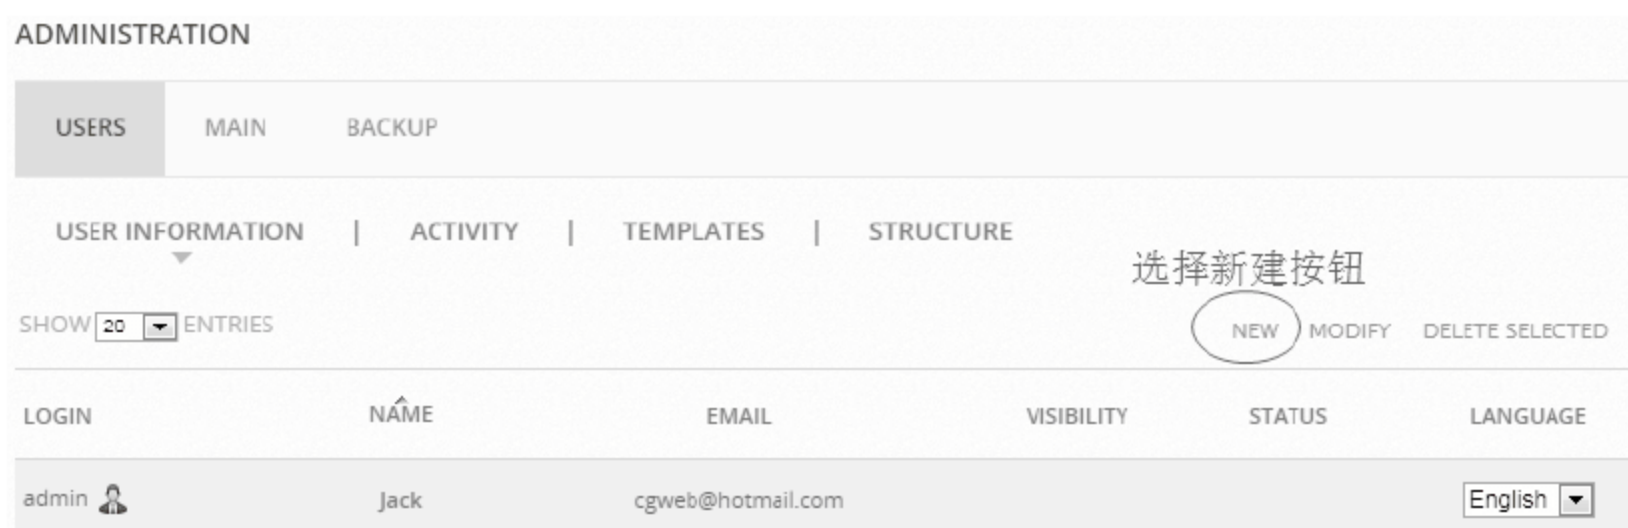 ADMINISTRATION
USERS MAIN BACKUP
USER INFORMATION | ACTIVITY | TEMPLATES | STRUCTURE
选择新建按钮
SHOW 20 ENTRIES NEW MODIFY DELETE SELECTED
LOGIN NAME EMAIL VISIBILITY STATUS LANGUAGE
admin Jack cgweb@hotmail.com English